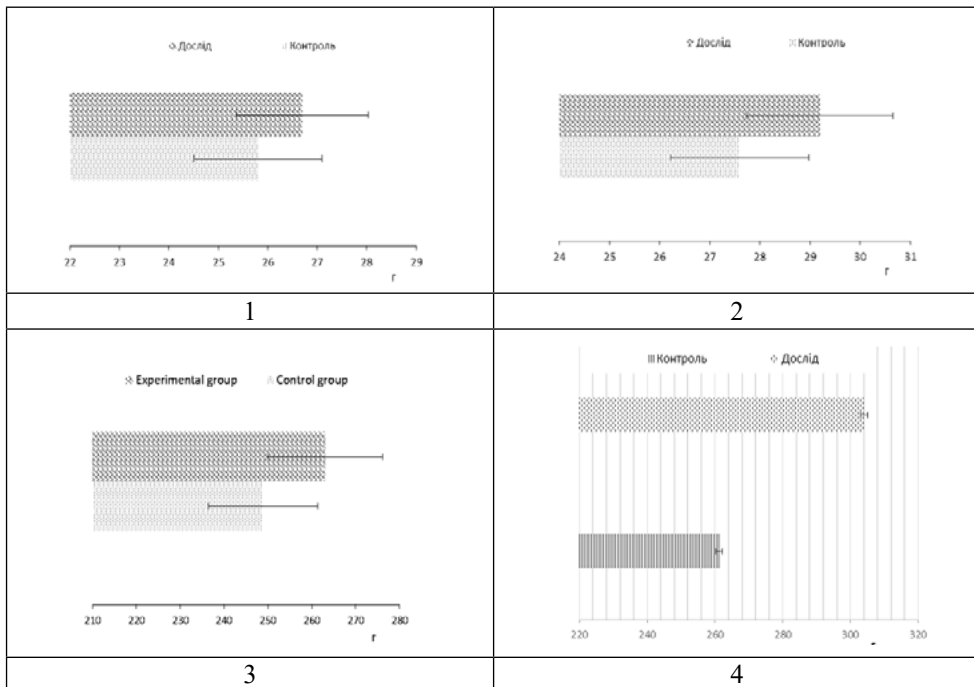 Дослід Контроль
22 23 24 25 26 27 28 29
г
1
Дослід Контроль
24 25 26 27 28 29 30 31
г
2
Experimental group Control group
210 220 230 240 250 260 270 280
г
3
Контроль Дослід
220 240 260 280 300 320
4